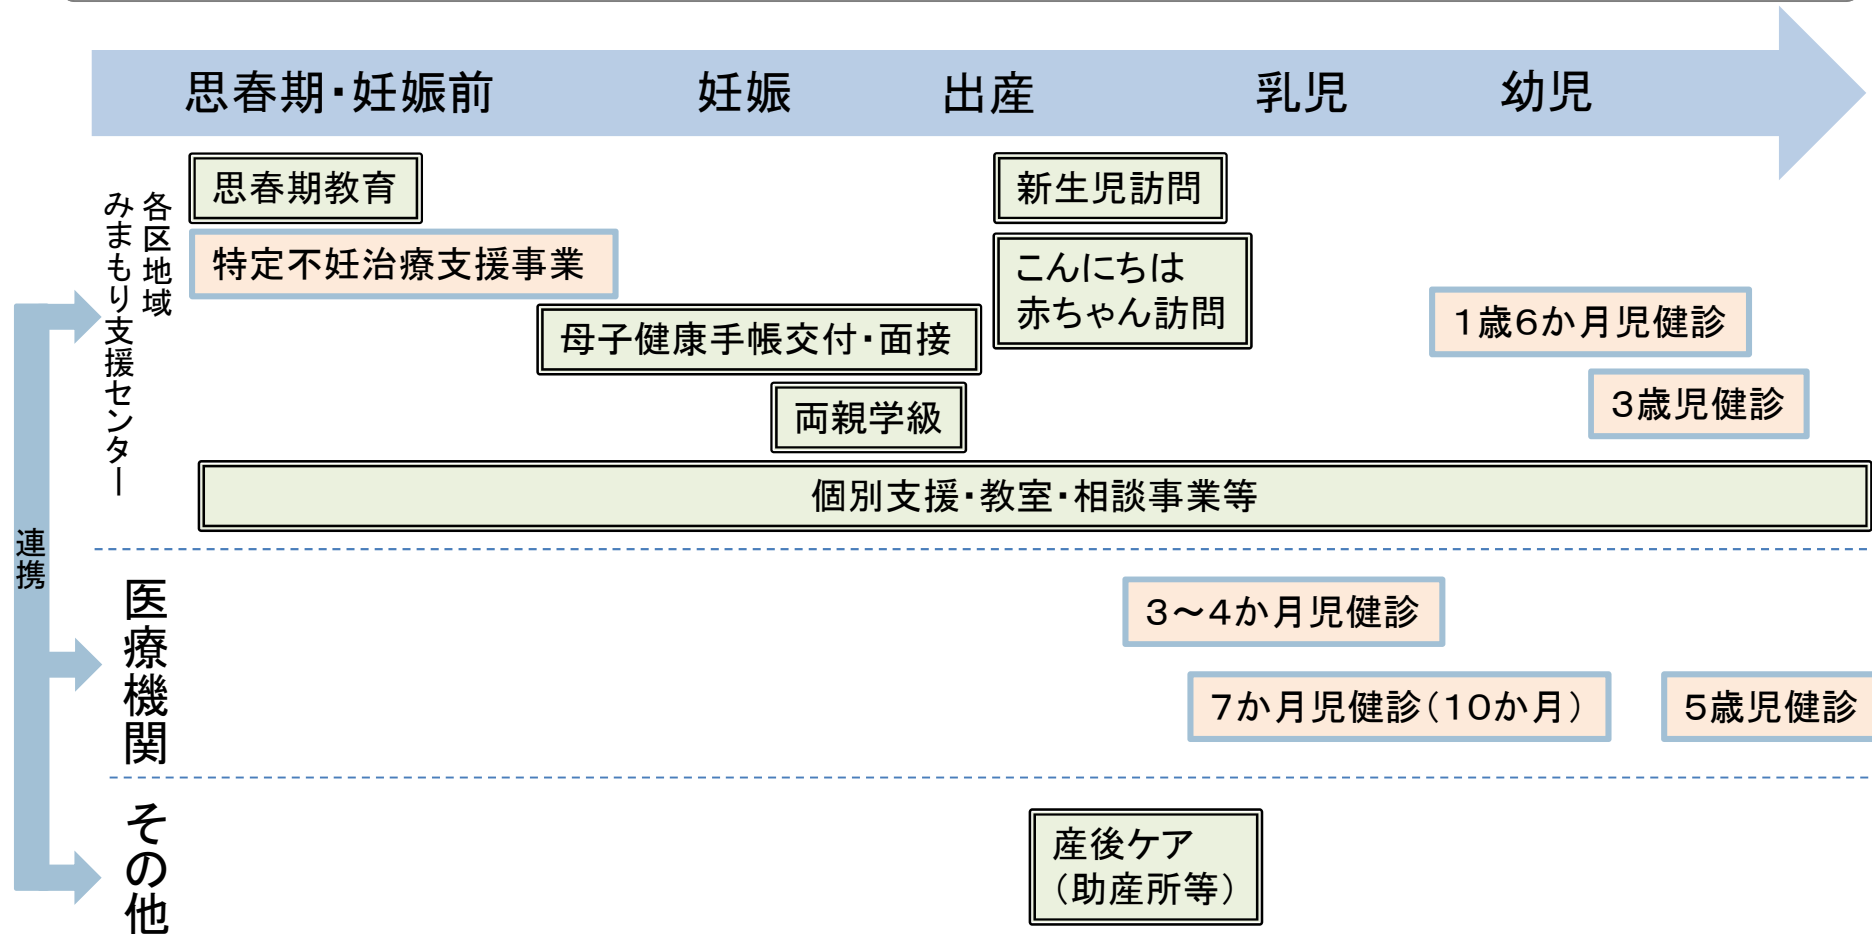 思春期・妊娠前
妊娠
出産
乳児
幼児
各区地域
みまもり支援センター
思春期教育
新生児訪問
特定不妊治療支援事業
こんにちは
赤ちゃん訪問
母子健康手帳交付・面接
1歳6か月児健診
両親学級
3歳児健診
個別支援・教室・相談事業等
連携
医療機関
3～4か月児健診
7か月児健診(10か月)
5歳児健診
その他
産後ケア
(助産所等)